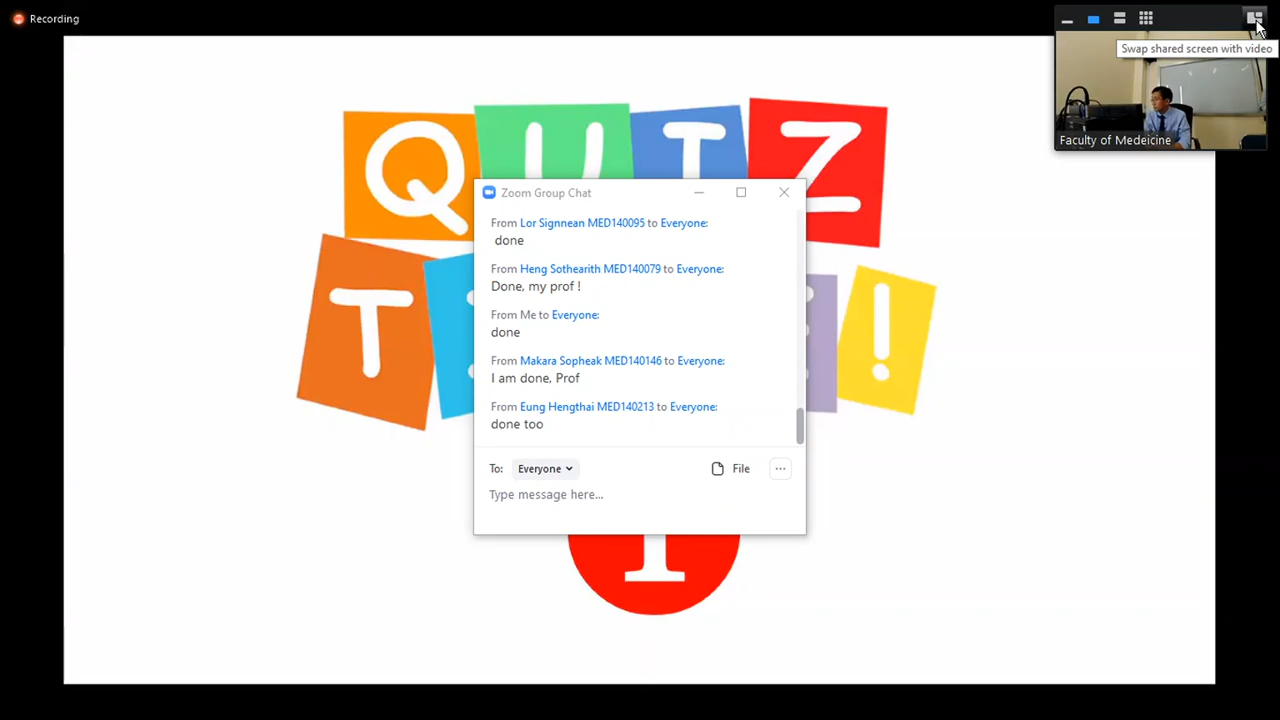 Recording
Swap shared screen with video
Faculty of Medeicine
QUIZ
T !
Zoom Group Chat
From Lor Signnean MED140095 to Everyone:
done
From Heng Sothearith MED140079 to Everyone:
Done, my prof !
From Me to Everyone:
done
From Makara Sopheak MED140146 to Everyone:
I am done, Prof
From Eung Hengthai MED140213 to Everyone:
done too
To: Everyone File ...
Type message here...